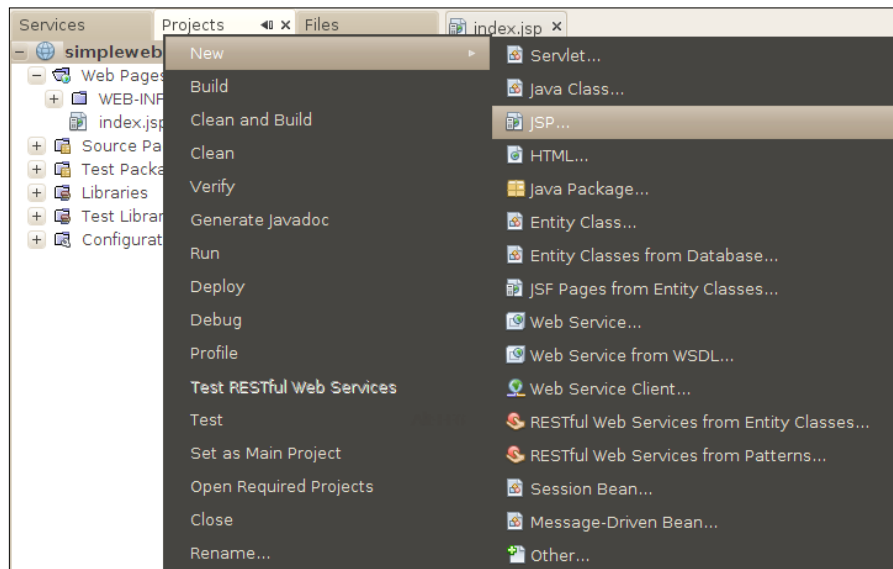 Services
Projects
Files
index.jsp
simpleweb
Web Pages
WEB-INF
index.jsp
Source Pa
Test Packa
Libraries
Test Librar
Configurat
New
Build
Clean and Build
Clean
Verify
Generate Javadoc
Run
Deploy
Debug
Profile
Test RESTful Web Services
Test
Set as Main Project
Open Required Projects
Close
Rename...
Servlet...
Java Class...
JSP...
HTML...
Java Package...
Entity Class...
Entity Classes from Database...
JSF Pages from Entity Classes...
Web Service...
Web Service from WSDL...
Web Service Client...
RESTful Web Services from Entity Classes...
RESTful Web Services from Patterns...
Session Bean...
Message-Driven Bean...
Other...